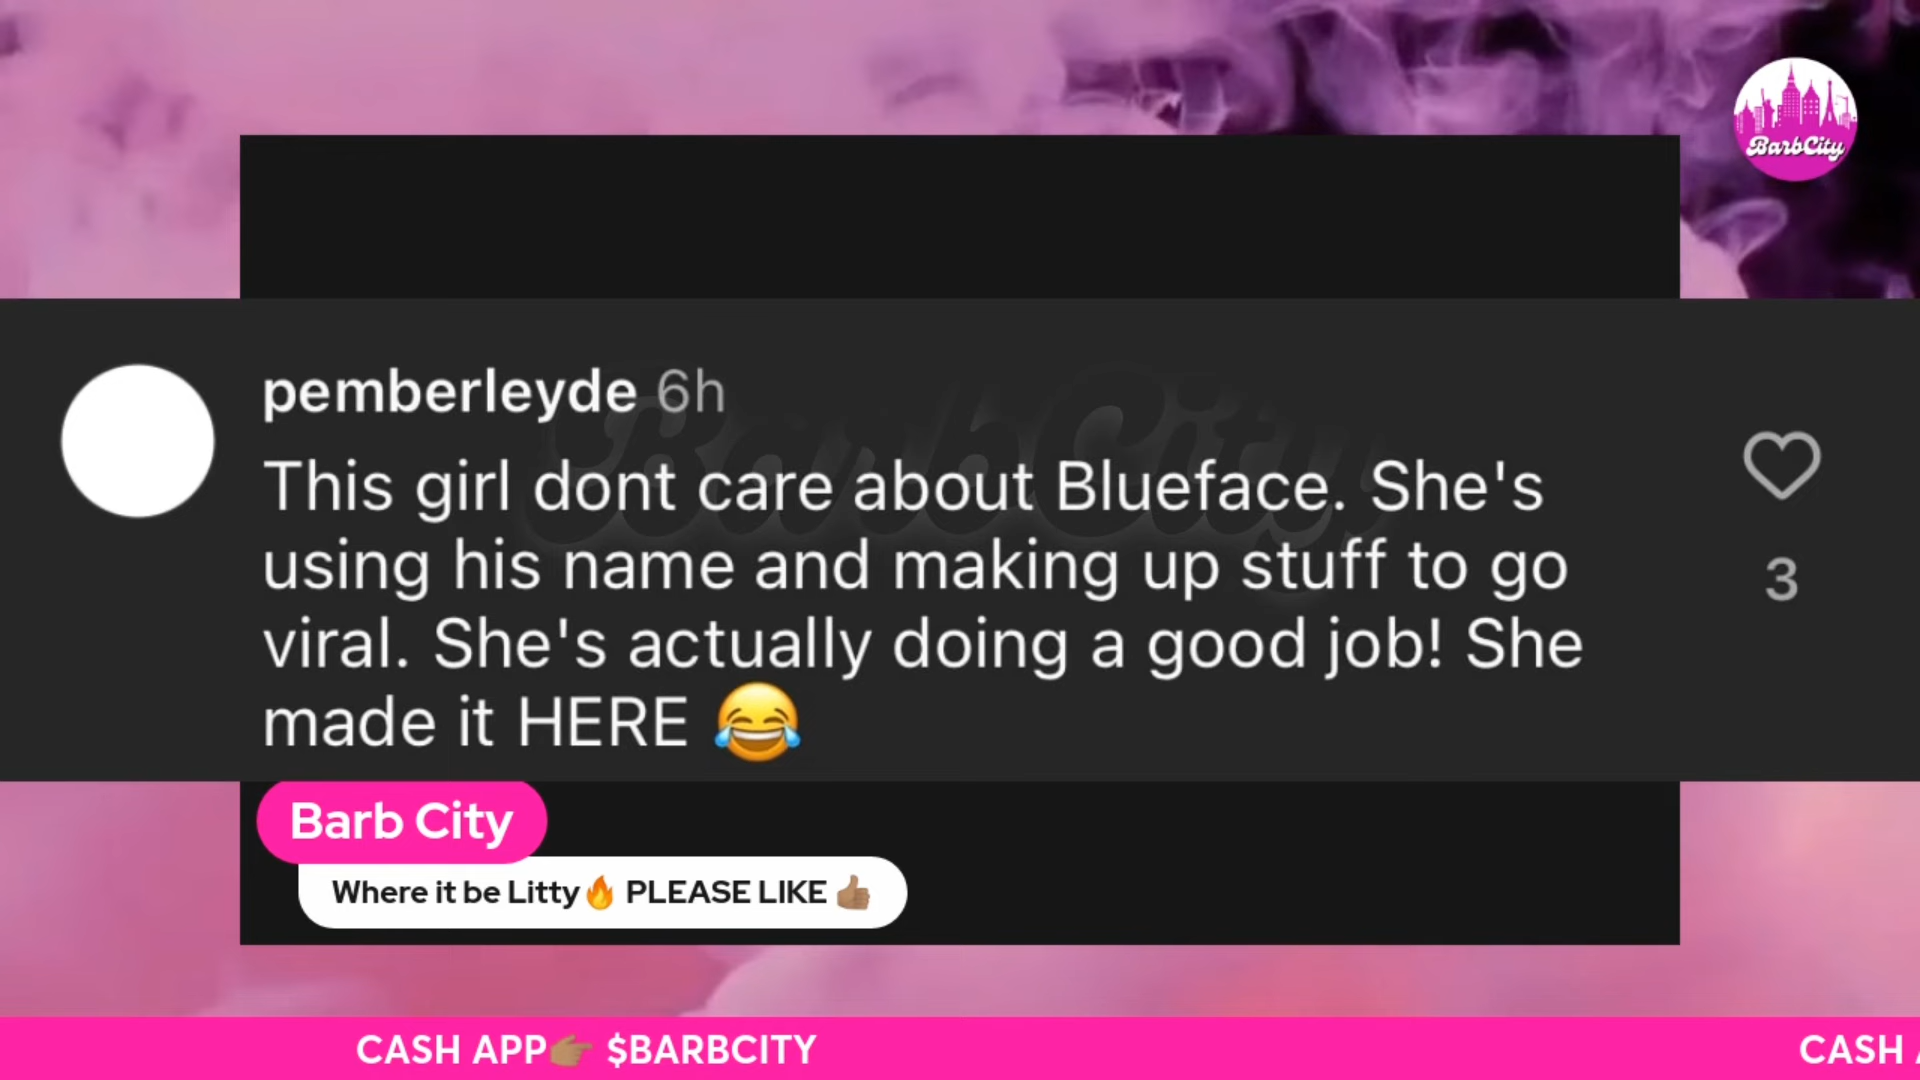 BarbCity
pemberleyde 6h
This girl dont care about Blueface. She's
using his name and making up stuff to go
viral. She's actually doing a good job! She
made it HERE 😂
3
BarbCity
Barb City
Where it be Litty🔥 PLEASE LIKE 👍🏽
CASH APP👉🏽 $BARBCITY
CASH